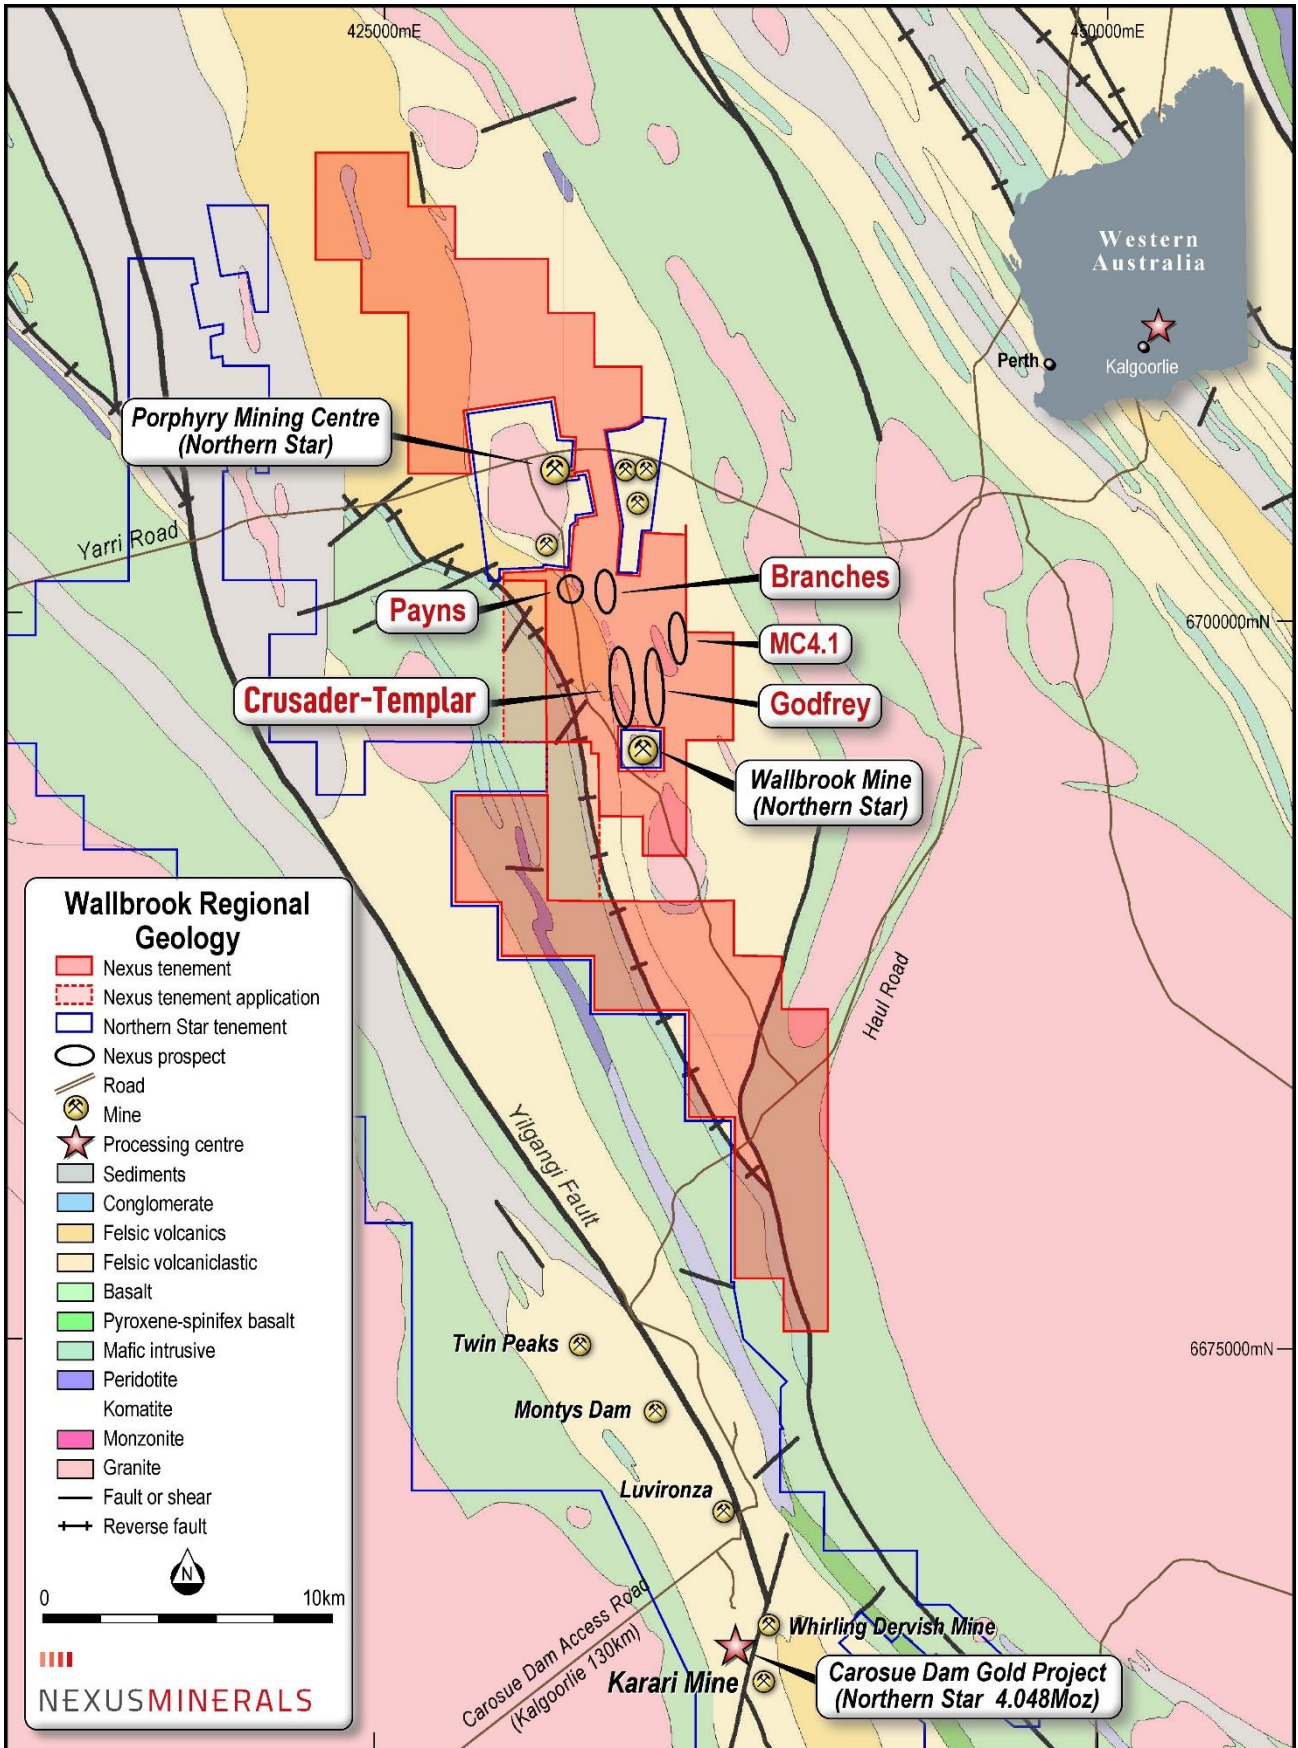 425000mE
450000mE
Western
Australia
Perth
Kalgoorlie
Porphyry Mining Centre
(Northern Star)
Yarri Road
Branches
Payns
6700000mN
MC4.1
Crusader-Templar
Godfrey
Wallbrook Mine
(Northern Star)
Haul Road
Yilgangi Fault
Wallbrook Regional
Geology
Nexus tenement
Nexus tenement application
Northern Star tenement
Nexus prospect
Road
Mine
Processing centre
Sediments
Conglomerate
Felsic volcanics
Felsic volcaniclastic
Basalt
Pyroxene-spinifex basalt
Mafic intrusive
Peridotite
Komatite
Monzonite
Granite
Fault or shear
Reverse fault
N
0 10km
NEXUSMINERALS
Twin Peaks
6675000mN
Montys Dam
Luvironza
Carosue Dam Access Road
(Kalgoorlie 130km)
Whirling Dervish Mine
Karari Mine
Carosue Dam Gold Project
(Northern Star 4.048Moz)